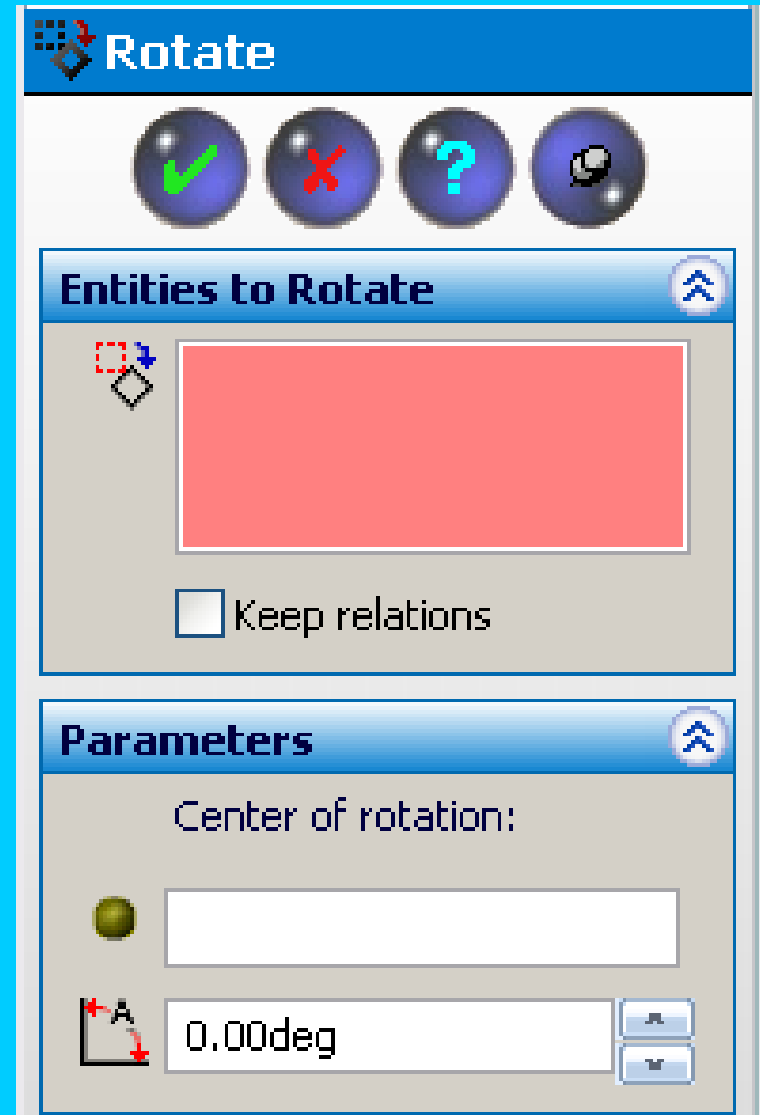 Rotate
?
Entities to Rotate
Keep relations
Parameters
Center of rotation:
A
0.00deg